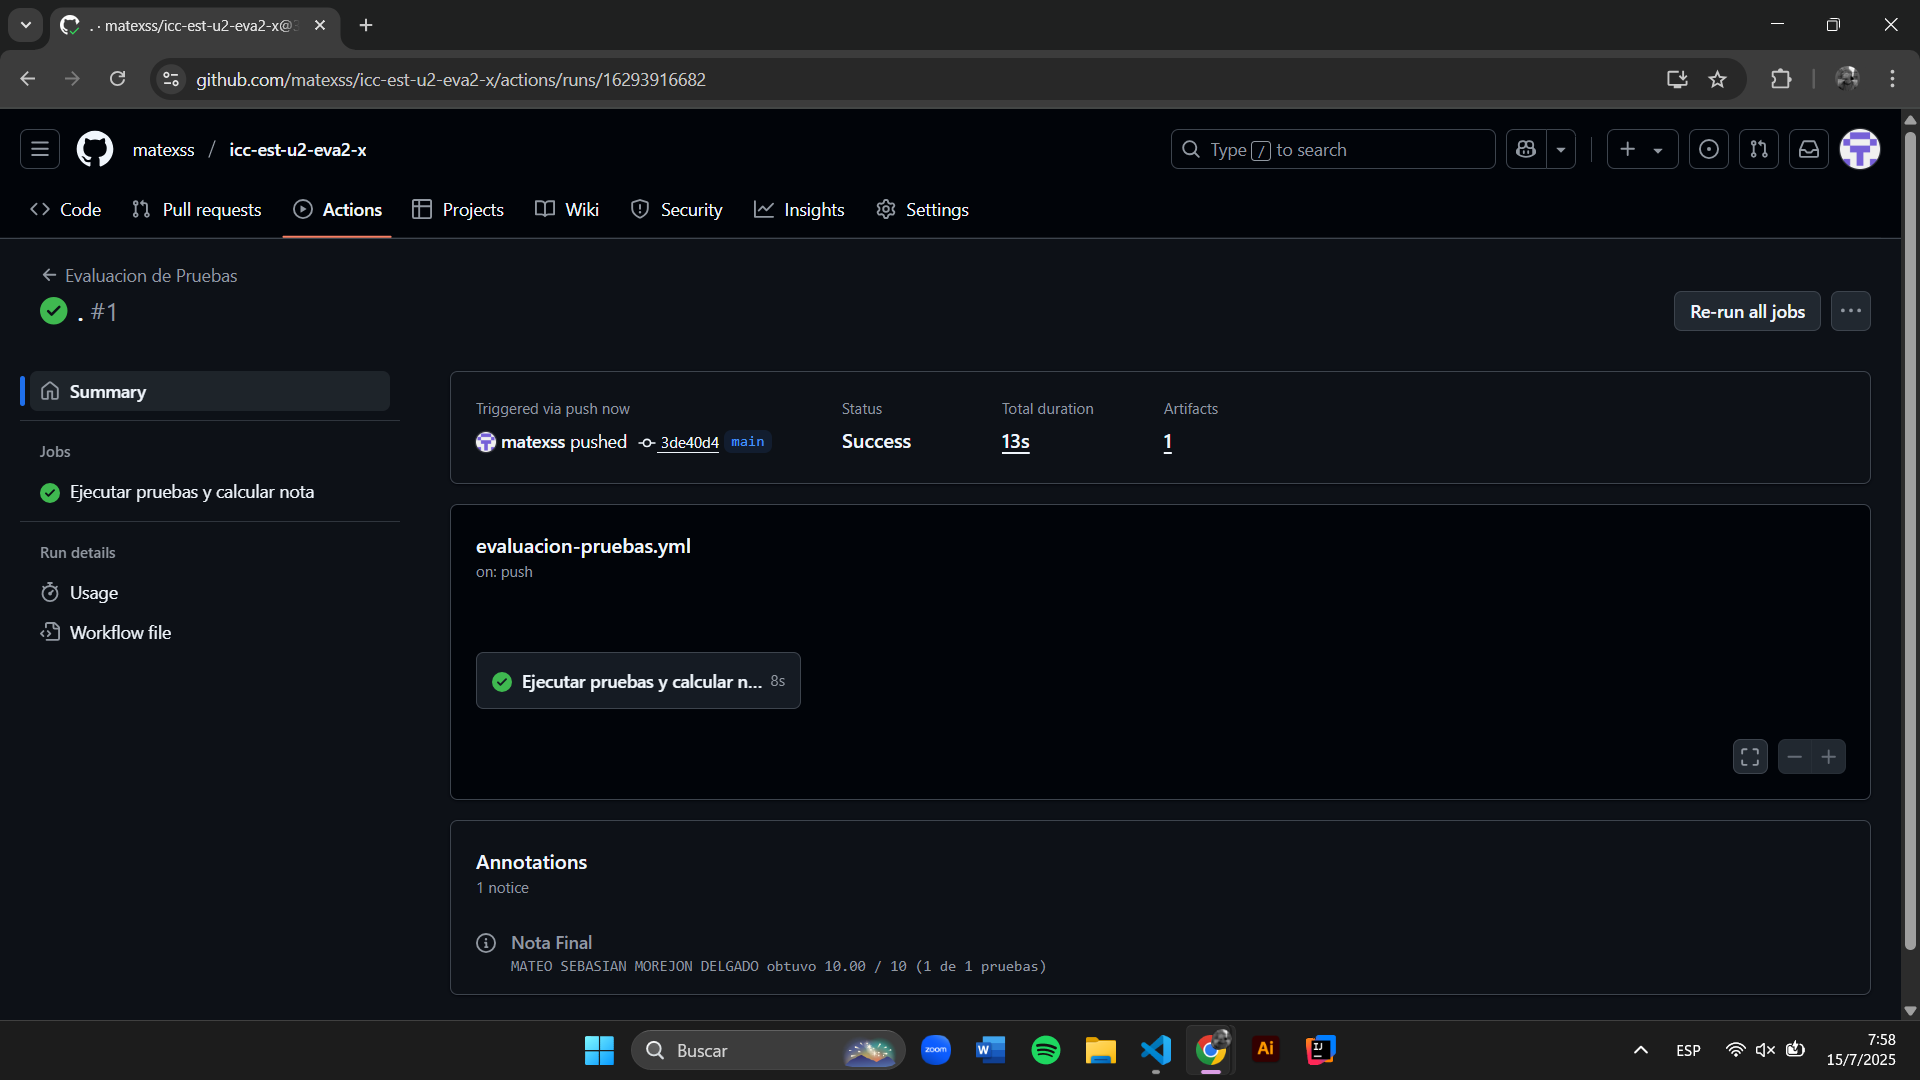 . · matexss/icc-est-u2-eva2-x@3
github.com/matexss/icc-est-u2-eva2-x/actions/runs/16293916682
matexss / icc-est-u2-eva2-x
Type / to search
Code
Pull requests
Actions
Projects
Wiki
Security
Insights
Settings
Evaluacion de Pruebas
. #1
Re-run all jobs
Summary
Jobs
Ejecutar pruebas y calcular nota
Run details
Usage
Workflow file
Triggered via push now
matexss pushed 3de40d4 main
Status
Success
Total duration
13s
Artifacts
1
evaluacion-pruebas.yml
on: push
Ejecutar pruebas y calcular n... 8s
Annotations
1 notice
Nota Final
MATEO SEBASIAN MOREJON DELGADO obtuvo 10.00 / 10 (1 de 1 pruebas)
Buscar
zoom
W
Ai
IJ
ESP
7:58
15/7/2025